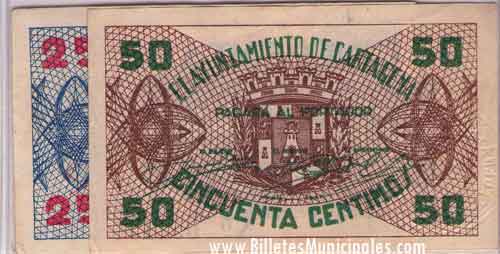 50 EL AYUNTAMIENTO DE CARTAGENA 50
25
PAGARÁ AL PORTADOR
CINCUENTA CENTIMOS
25
50 50
www.BilletesMunicipales.com